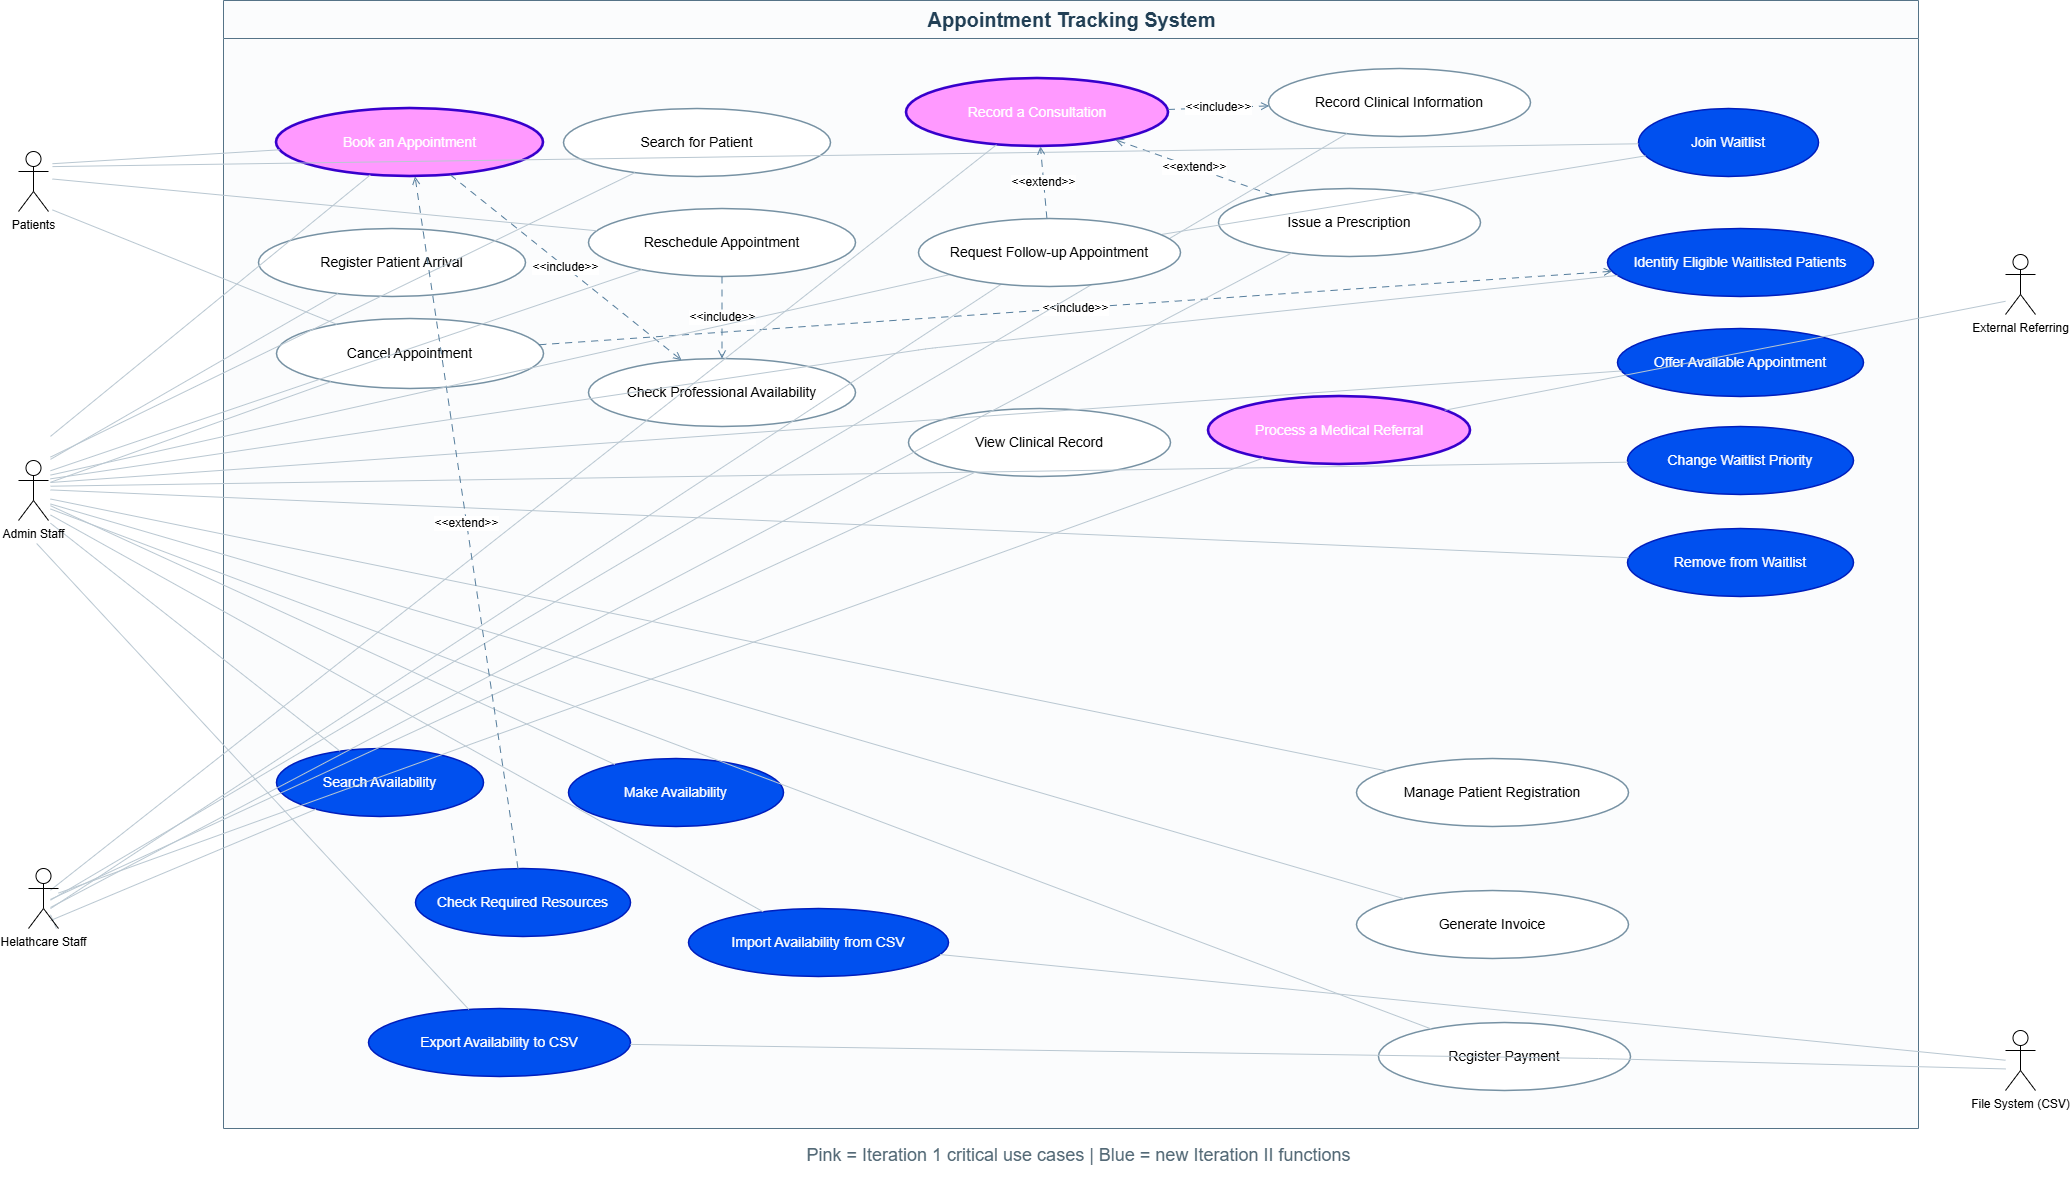 Appointment Tracking System
Record Clinical Information
Record a Consultation
<<include>>
Book an Appointment
Search for Patient
Join Waitlist
<<extend>>
<<extend>>
Patients
Issue a Prescription
Reschedule Appointment
Request Follow-up Appointment
Register Patient Arrival
<<include>>
Identify Eligible Waitlisted Patients
<<include>>
<<include>>
External Referring
Cancel Appointment
Offer Available Appointment
Check Professional Availability
Process a Medical Referral
View Clinical Record
Change Waitlist Priority
<<extend>>
Admin Staff
Remove from Waitlist
Search Availability
Make Availability
Manage Patient Registration
Check Required Resources
Generate Invoice
Helathcare Staff
Import Availability from CSV
Export Availability to CSV
Register Payment
File System (CSV)
Pink = Iteration 1 critical use cases | Blue = new Iteration II functions